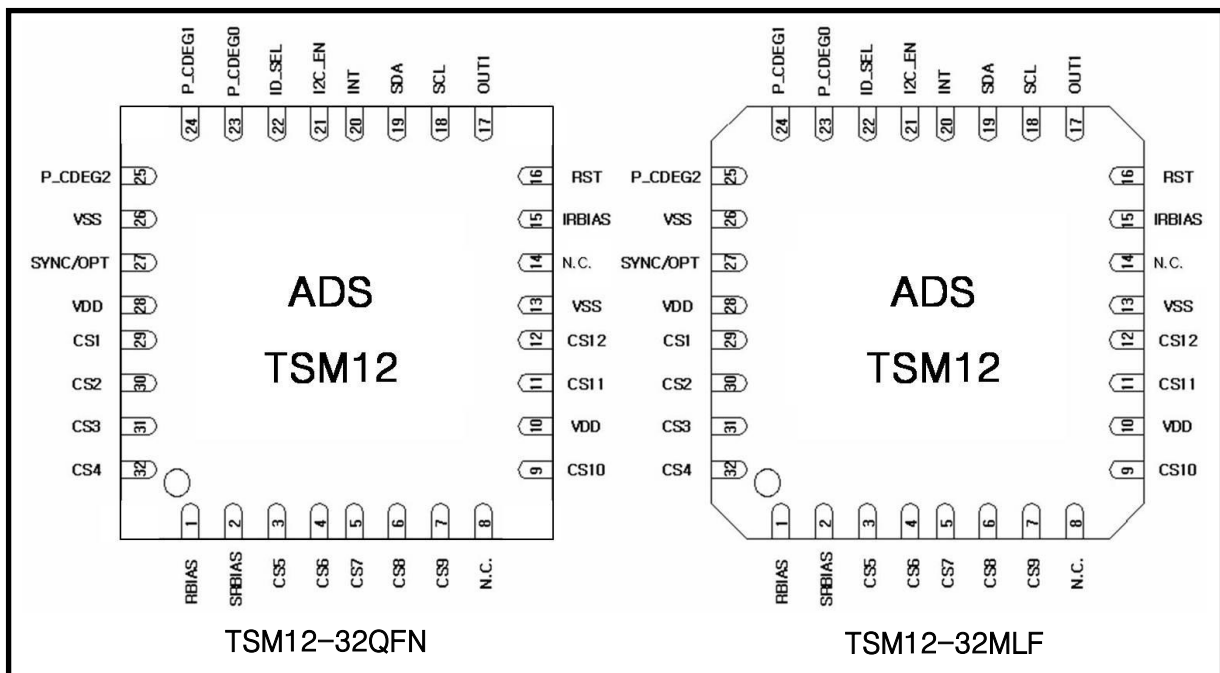 P_CDEG1 P_CDEG0 ID_SEL I2C_EN INT SDA SCL OUT1
24 23 22 21 20 19 18 17
P_CDEG2 25
VSS 26
SYNC/OPT 27
VDD 28
CS1 29
CS2 30
CS3 31
CS4 32
16 RST
15 IRBIAS
14 N.C.
13 VSS
12 CS12
11 CS11
10 VDD
9 CS10
ADS
TSM12
1 2 3 4 5 6 7 8
RBIAS SRBIAS CS5 CS6 CS7 CS8 CS9 N.C.
TSM12-32QFN
P_CDEG1 P_CDEG0 ID_SEL I2C_EN INT SDA SCL OUT1
24 23 22 21 20 19 18 17
P_CDEG2 25
VSS 26
SYNC/OPT 27
VDD 28
CS1 29
CS2 30
CS3 31
CS4 32
16 RST
15 IRBIAS
14 N.C.
13 VSS
12 CS12
11 CS11
10 VDD
9 CS10
ADS
TSM12
1 2 3 4 5 6 7 8
RBIAS SRBIAS CS5 CS6 CS7 CS8 CS9 N.C.
TSM12-32MLF